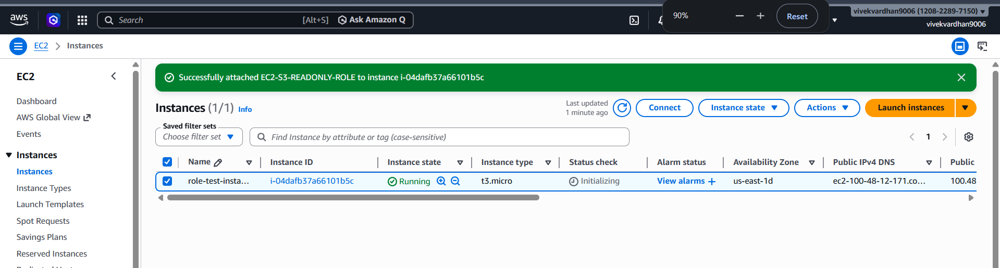 aws
Search [Alt+S] Ask Amazon Q
90% Reset
vivekvardhan9006 (1208-2289-7150)
vivekvardhan9006
EC2 Instances
EC2
Dashboard
AWS Global View
Events
Instances
Instances
Instance Types
Launch Templates
Spot Requests
Savings Plans
Reserved Instances
Successfully attached EC2-S3-READONLY-ROLE to instance i-04dafb37a66101b5c
Instances (1/1) Info
Last updated
1 minute ago
Connect Instance state Actions Launch instances
Saved filter sets
Choose filter set Find Instance by attribute or tag (case-sensitive) 1
Name Instance ID Instance state Instance type Status check Alarm status Availability Zone Public IPv4 DNS Public
role-test-insta... i-04dafb37a66101b5c Running t3.micro Initializing View alarms + us-east-1d ec2-100-48-12-171.co... 100.48